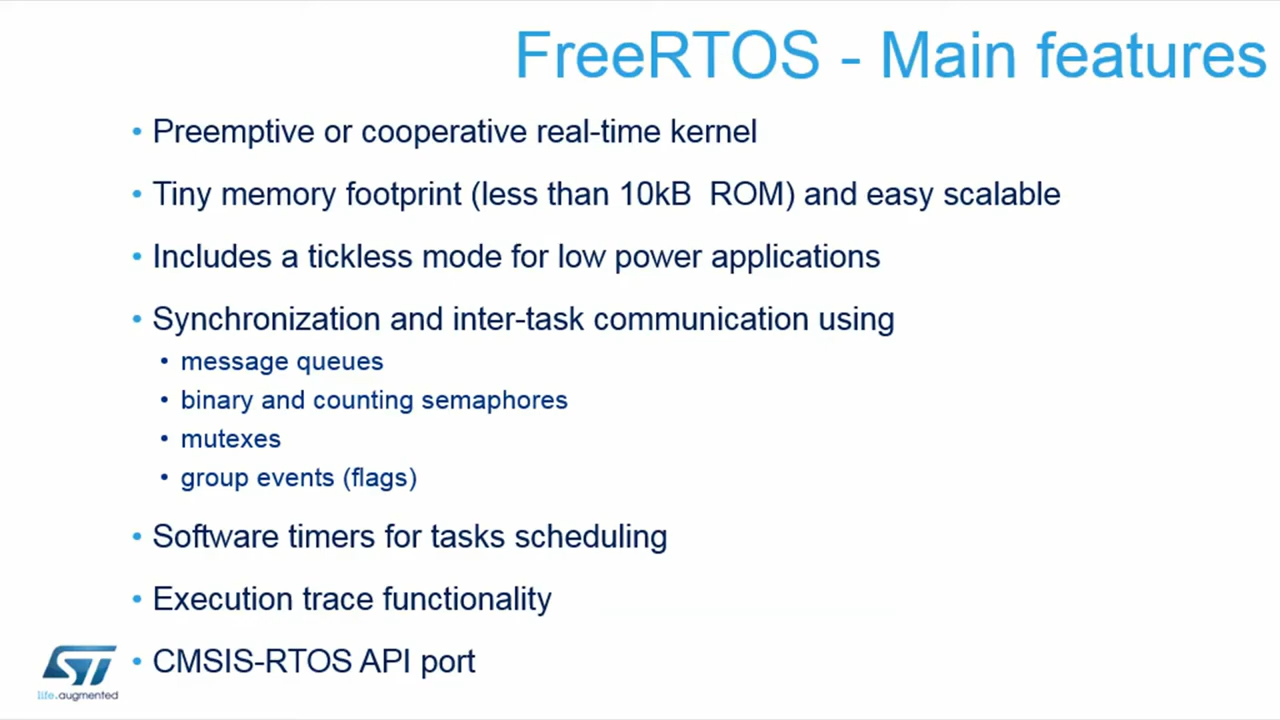 FreeRTOS - Main features
• Preemptive or cooperative real-time kernel
• Tiny memory footprint (less than 10kB ROM) and easy scalable
• Includes a tickless mode for low power applications
• Synchronization and inter-task communication using
• message queues
• binary and counting semaphores
• mutexes
• group events (flags)
• Software timers for tasks scheduling
• Execution trace functionality
• CMSIS-RTOS API port
ST
life.augmented